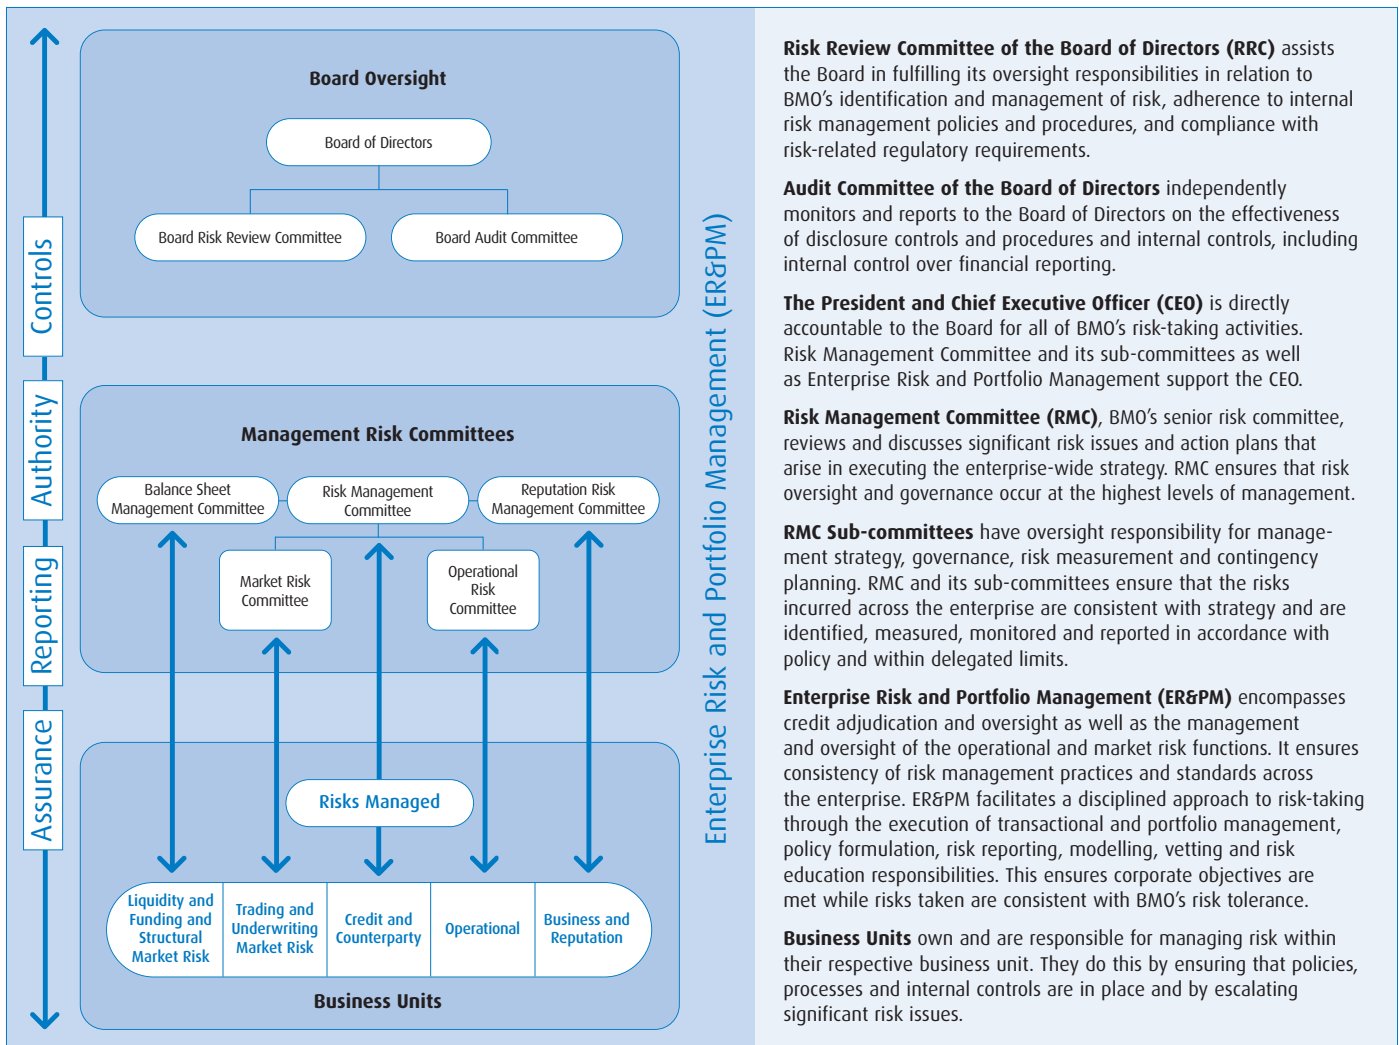 Controls
Authority
Reporting
Assurance
Board Oversight
Board of Directors
Board Risk Review Committee
Board Audit Committee
Management Risk Committees
Balance Sheet
Management Committee
Risk Management
Committee
Reputation Risk
Management Committee
Market Risk
Committee
Operational
Risk
Committee
Risks Managed
Liquidity and
Funding and
Structural
Market Risk
Trading and
Underwriting
Market Risk
Credit and
Counterparty
Operational
Business and
Reputation
Business Units
Enterprise Risk and Portfolio Management (ER&PM)
Risk Review Committee of the Board of Directors (RRC) assists
the Board in fulfilling its oversight responsibilities in relation to
BMO’s identification and management of risk, adherence to internal
risk management policies and procedures, and compliance with
risk-related regulatory requirements.
Audit Committee of the Board of Directors independently
monitors and reports to the Board of Directors on the effectiveness
of disclosure controls and procedures and internal controls, including
internal control over financial reporting.
The President and Chief Executive Officer (CEO) is directly
accountable to the Board for all of BMO’s risk-taking activities.
Risk Management Committee and its sub-committees as well
as Enterprise Risk and Portfolio Management support the CEO.
Risk Management Committee (RMC), BMO’s senior risk committee,
reviews and discusses significant risk issues and action plans that
arise in executing the enterprise-wide strategy. RMC ensures that risk
oversight and governance occur at the highest levels of management.
RMC Sub-committees have oversight responsibility for manage-
ment strategy, governance, risk measurement and contingency
planning. RMC and its sub-committees ensure that the risks
incurred across the enterprise are consistent with strategy and are
identified, measured, monitored and reported in accordance with
policy and within delegated limits.
Enterprise Risk and Portfolio Management (ER&PM) encompasses
credit adjudication and oversight as well as the management
and oversight of the operational and market risk functions. It ensures
consistency of risk management practices and standards across
the enterprise. ER&PM facilitates a disciplined approach to risk-taking
through the execution of transactional and portfolio management,
policy formulation, risk reporting, modelling, vetting and risk
education responsibilities. This ensures corporate objectives are
met while risks taken are consistent with BMO’s risk tolerance.
Business Units own and are responsible for managing risk within
their respective business unit. They do this by ensuring that policies,
processes and internal controls are in place and by escalating
significant risk issues.